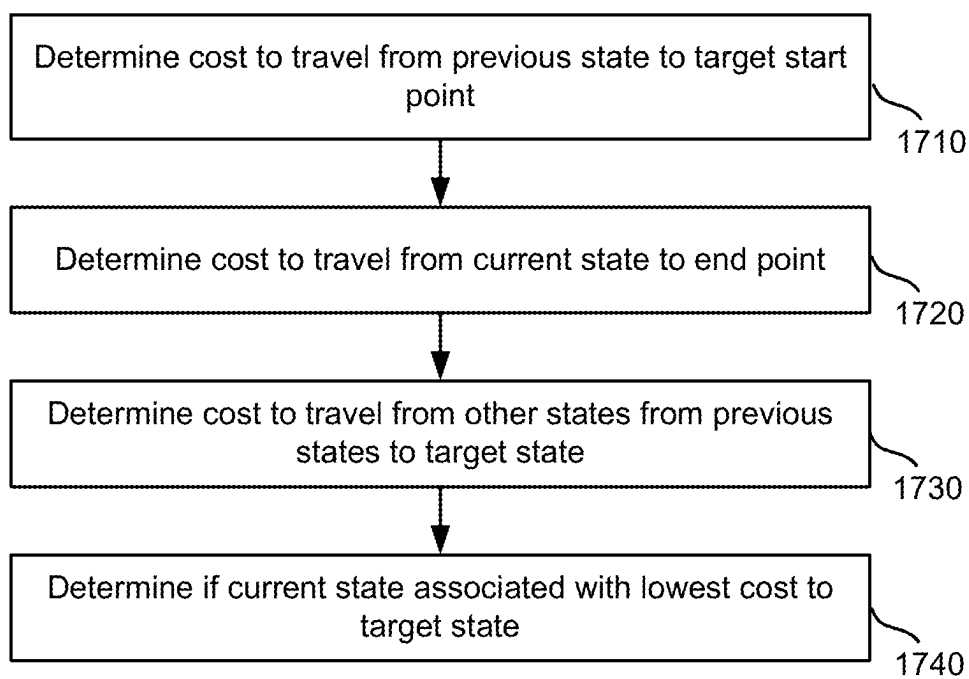 Determine cost to travel from previous state to target start
point
1710
Determine cost to travel from current state to end point
1720
Determine cost to travel from other states from previous
states to target state
1730
Determine if current state associated with lowest cost to
target state
1740